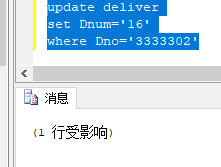 update deliver
set Dnum='16'
where Dno='3333302'
消息
(1 行受影响)